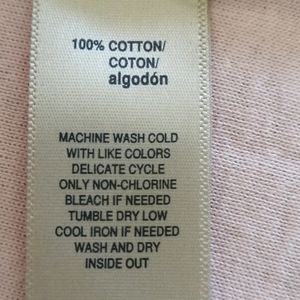 100% COTTON/
COTON/
algodón
MACHINE WASH COLD
WITH LIKE COLORS
DELICATE CYCLE
ONLY NON-CHLORINE
BLEACH IF NEEDED
TUMBLE DRY LOW
COOL IRON IF NEEDED
WASH AND DRY
INSIDE OUT